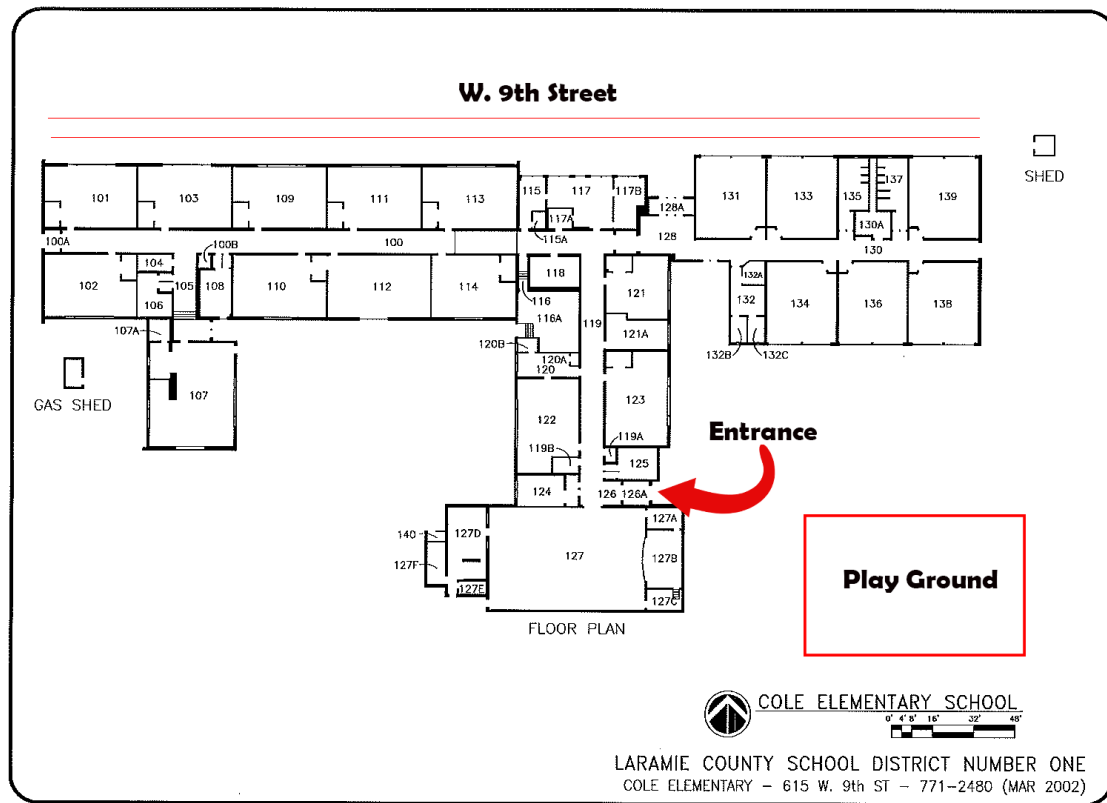 W. 9th Street
SHED
101
103
109
111
113
115
117
117B
117A
115A
128A
128
131
133
135
137
139
130A
130
100A
100B
100
102
104
105
106
108
110
112
114
118
116
116A
119
121
121A
120B
120A
120
132A
132
134
136
138
132B
132C
107A
107
GAS SHED
122
123
119A
119B
125
Entrance
124
126
126A
127A
140
127D
127
127B
127F
127E
127C
Play Ground
FLOOR PLAN
COLE ELEMENTARY SCHOOL
0' 4' 8' 16' 32' 48'
LARAMIE COUNTY SCHOOL DISTRICT NUMBER ONE
COLE ELEMENTARY - 615 W. 9th ST - 771-2480 (MAR 2002)